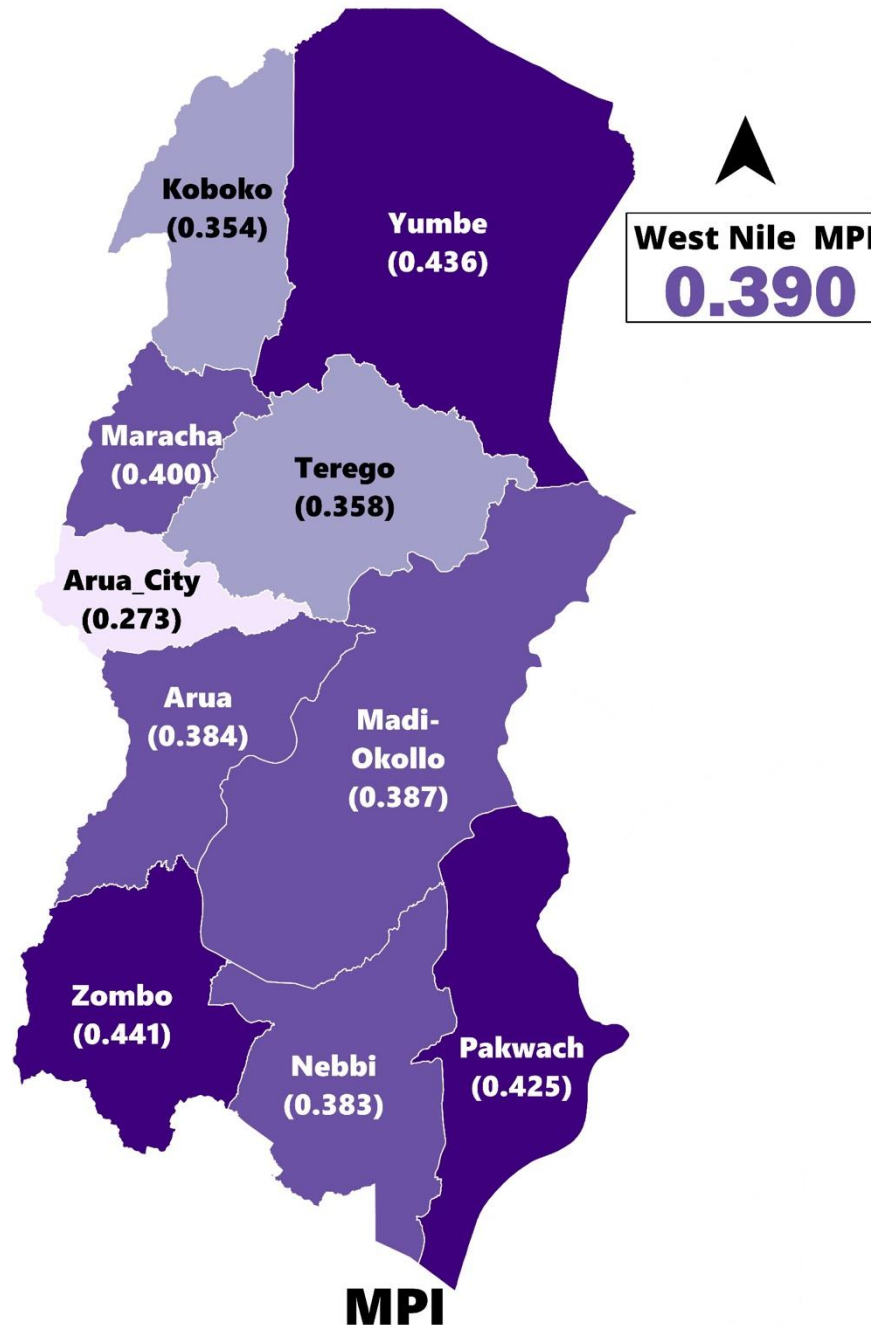 Koboko
(0.354)
Yumbe
(0.436)
West Nile MPI
0.390
Maracha
(0.400)
Terego
(0.358)
Arua_City
(0.273)
Arua
(0.384)
Madi-
Okollo
(0.387)
Zombo
(0.441)
Nebbi
(0.383)
Pakwach
(0.425)
MPI